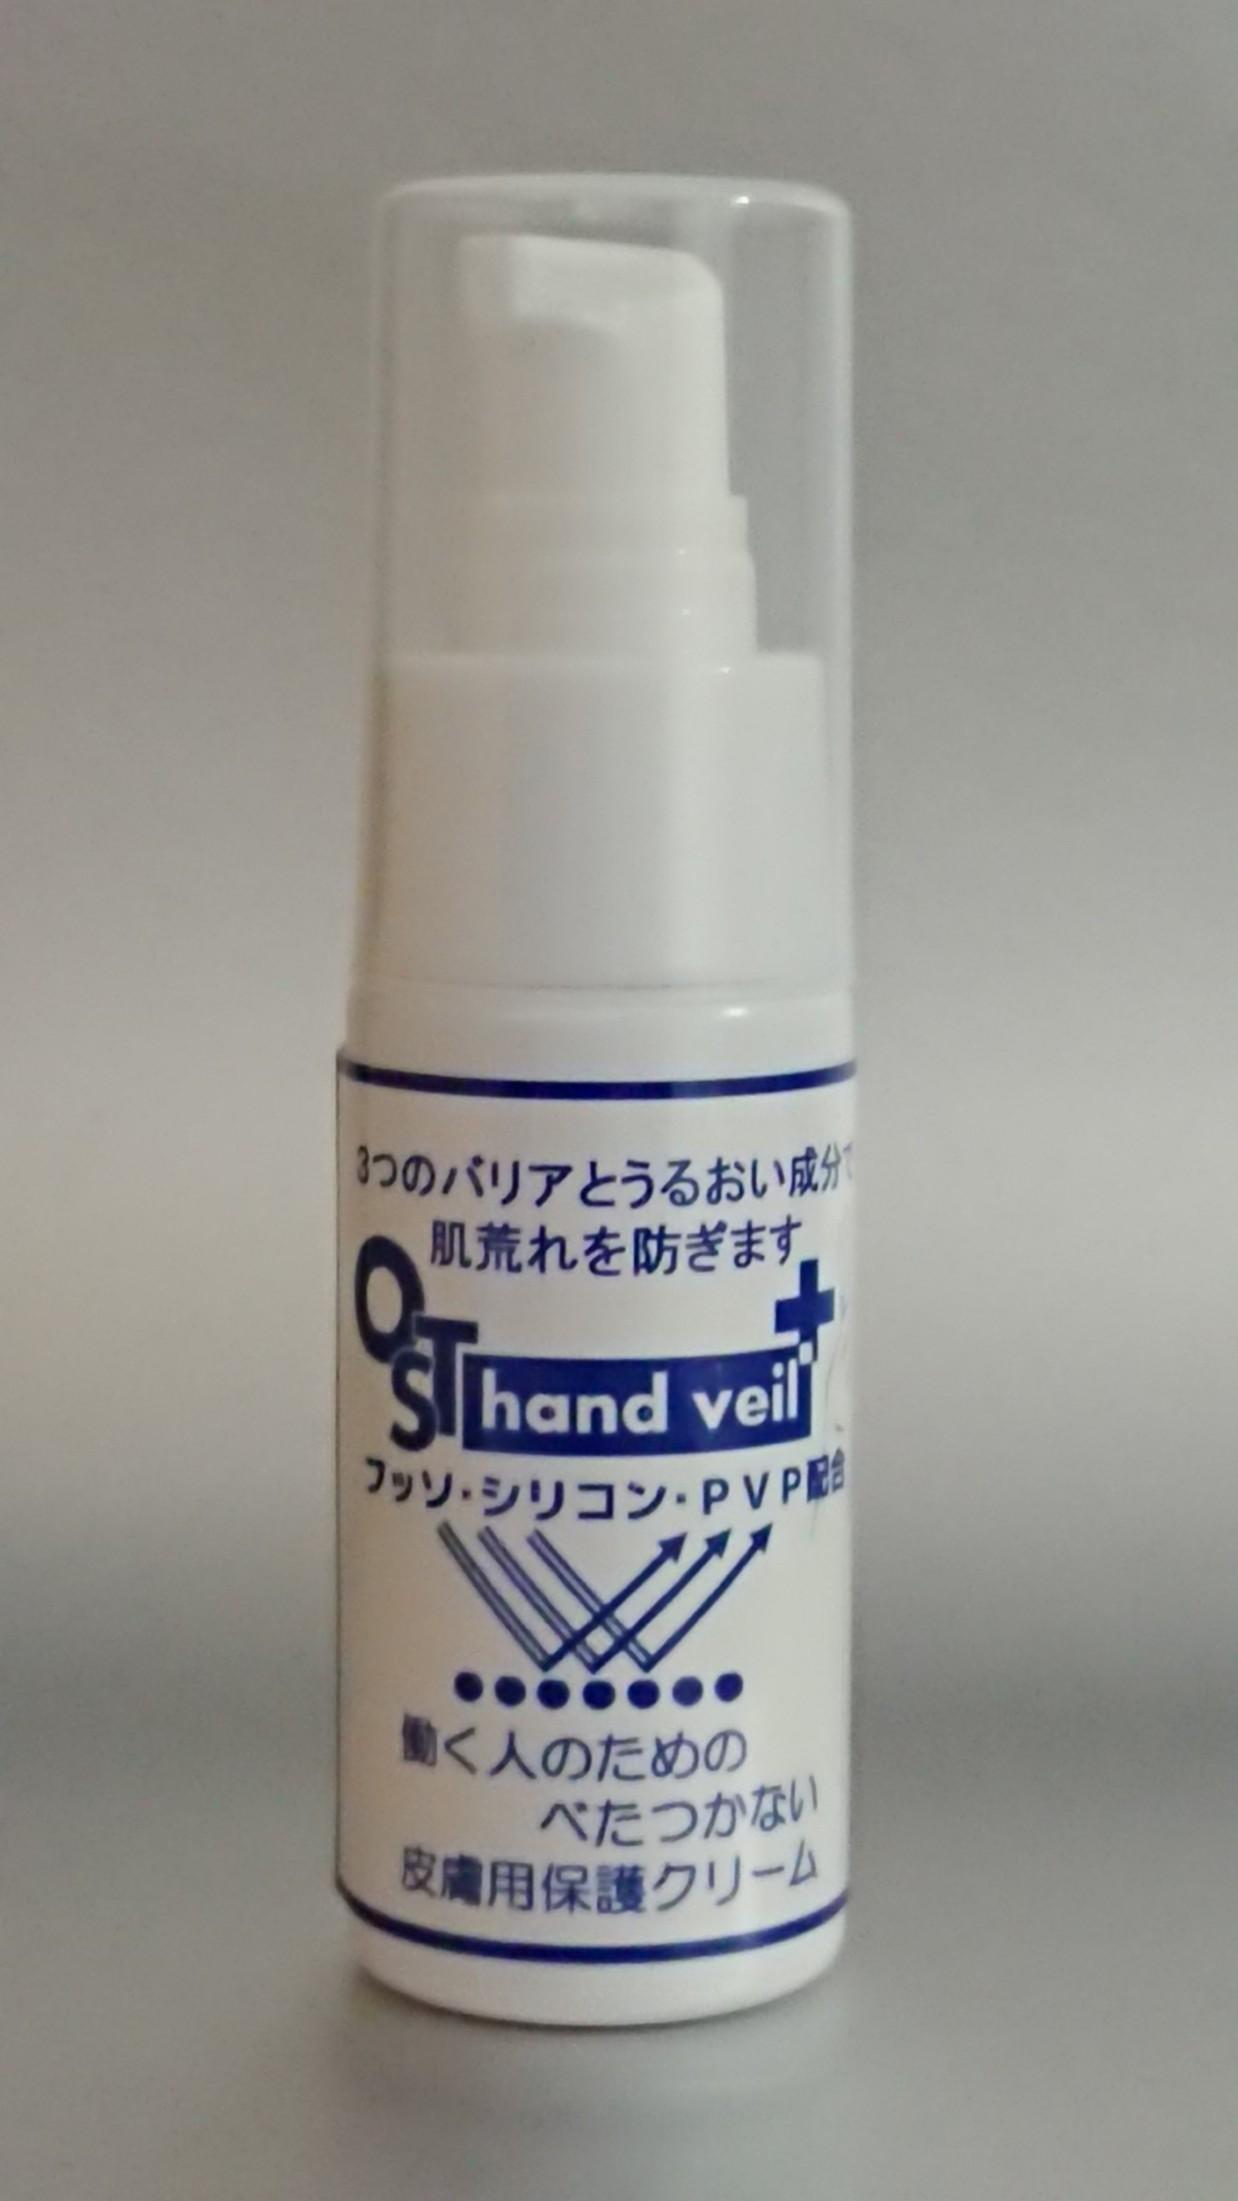 3つのバリアとうるおい成分で
肌荒れを防ぎます
OST hand veil+
フッソ・シリコン・PVP配合
働く人のための
べたつかない
皮膚用保護クリーム